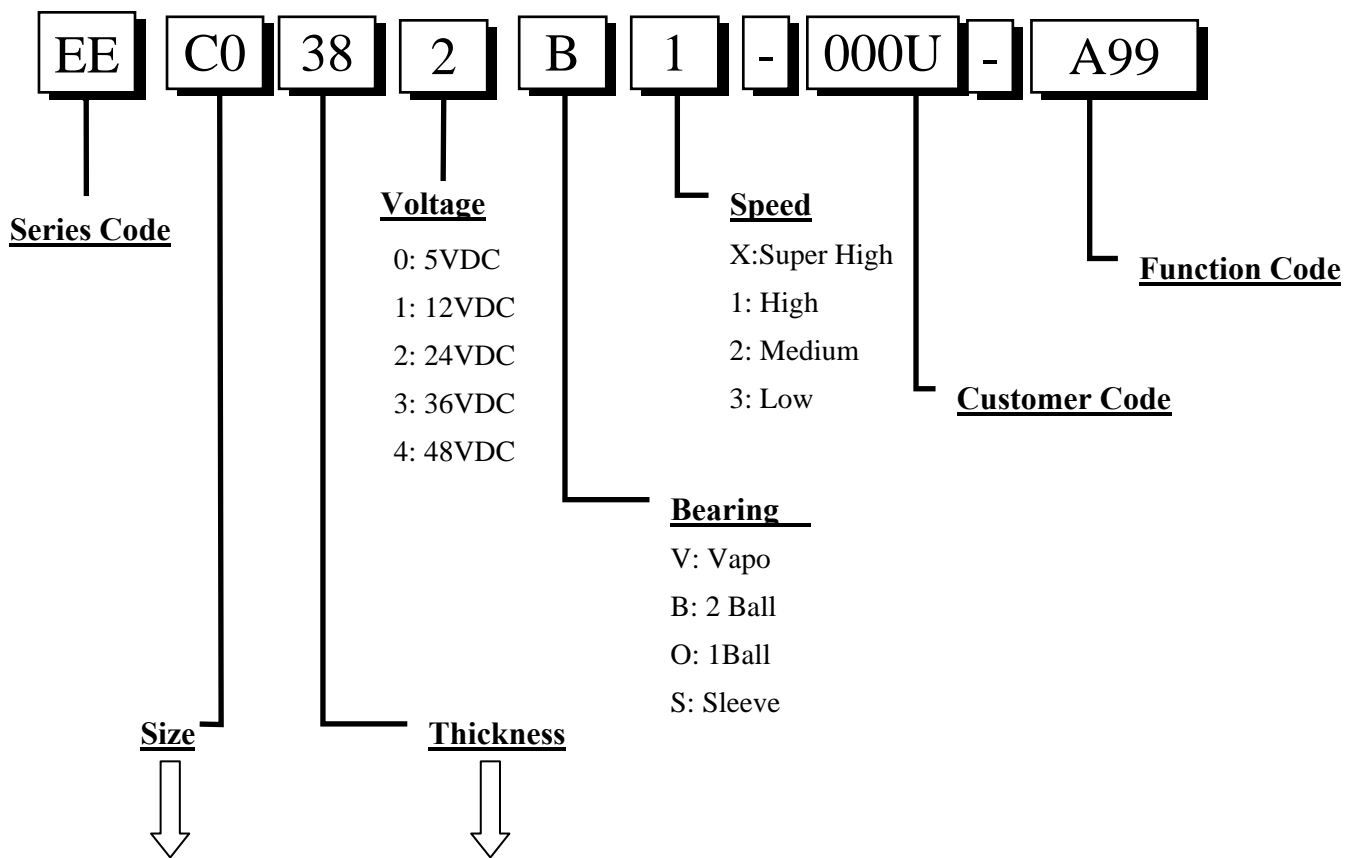 EE C0 38 2 B 1 - 000U - A99
Series Code
Voltage
0: 5VDC
1: 12VDC
2: 24VDC
3: 36VDC
4: 48VDC
Speed
X:Super High
1: High
2: Medium
3: Low
Function Code
Customer Code
Bearing
V: Vapo
B: 2 Ball
O: 1Ball
S: Sleeve
Size
Thickness